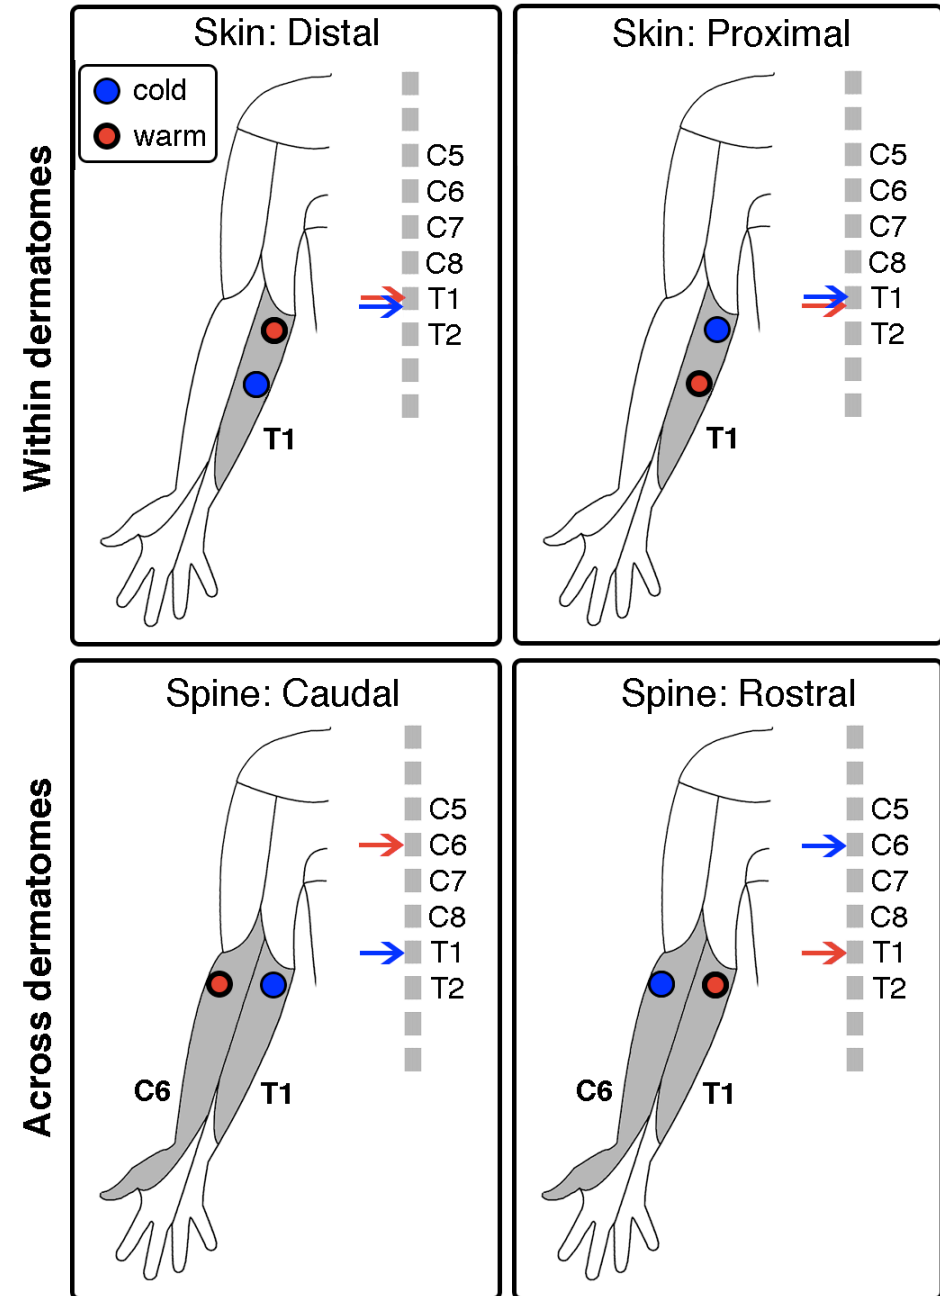 Within dermatomes
Skin: Distal
cold
warm
C5
C6
C7
C8
T1
T2
T1
Skin: Proximal
C5
C6
C7
C8
T1
T2
T1
Across dermatomes
Spine: Caudal
C5
C6
C7
C8
T1
T2
C6
T1
Spine: Rostral
C5
C6
C7
C8
T1
T2
C6
T1